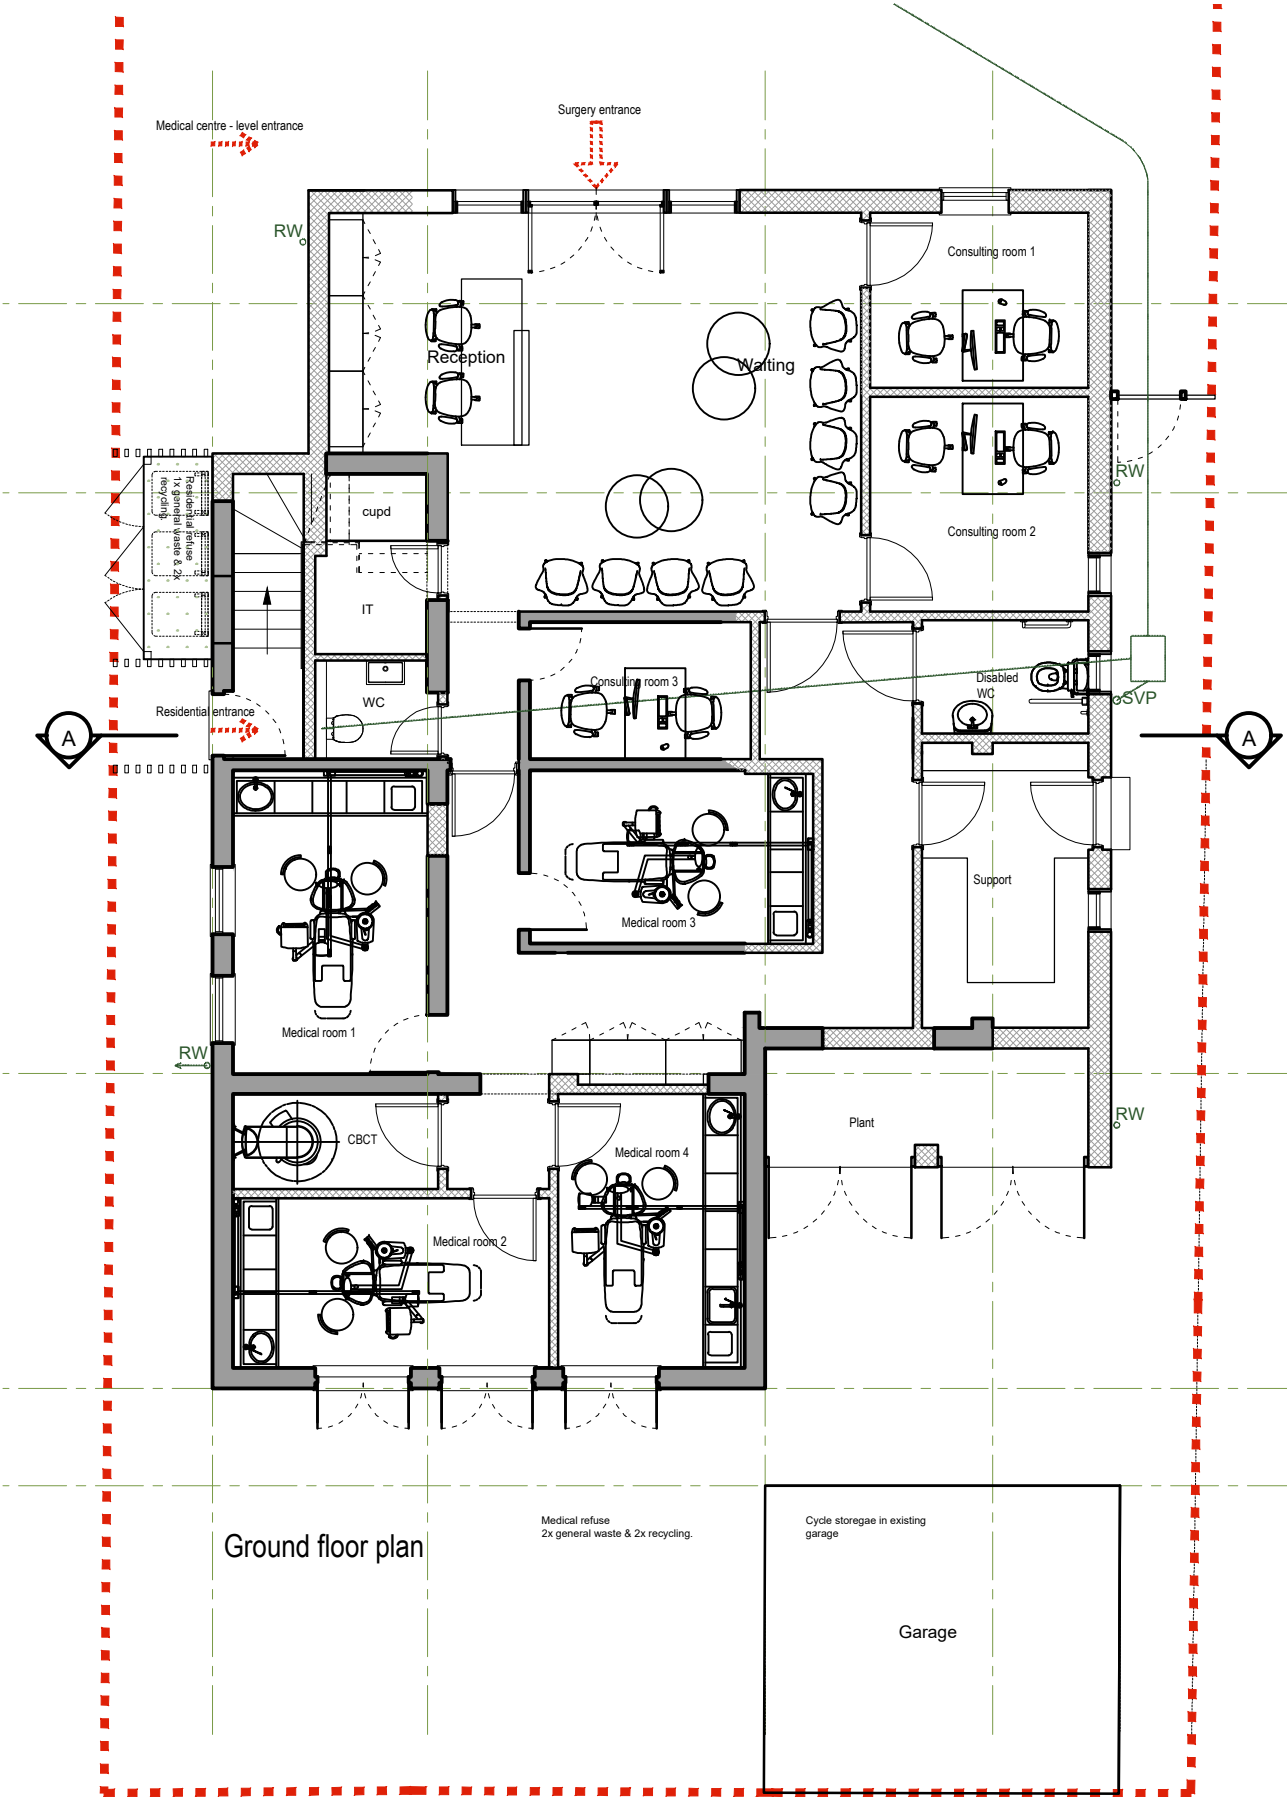 Surgery entrance
Medical centre - level entrance
RW
Consulting room 1
Reception
Waiting
RW
Residential refuse
1x general waste & 2x
recycling.
cupd
Consulting room 2
IT
Consulting room 3
Disabled
WC
WC
SVP
Residential entrance
A
A
Support
Medical room 3
Medical room 1
RW
RW
Plant
CBCT
Medical room 4
Medical room 2
Medical refuse
2x general waste & 2x recycling.
Cycle storegae in existing
garage
Ground floor plan
Garage